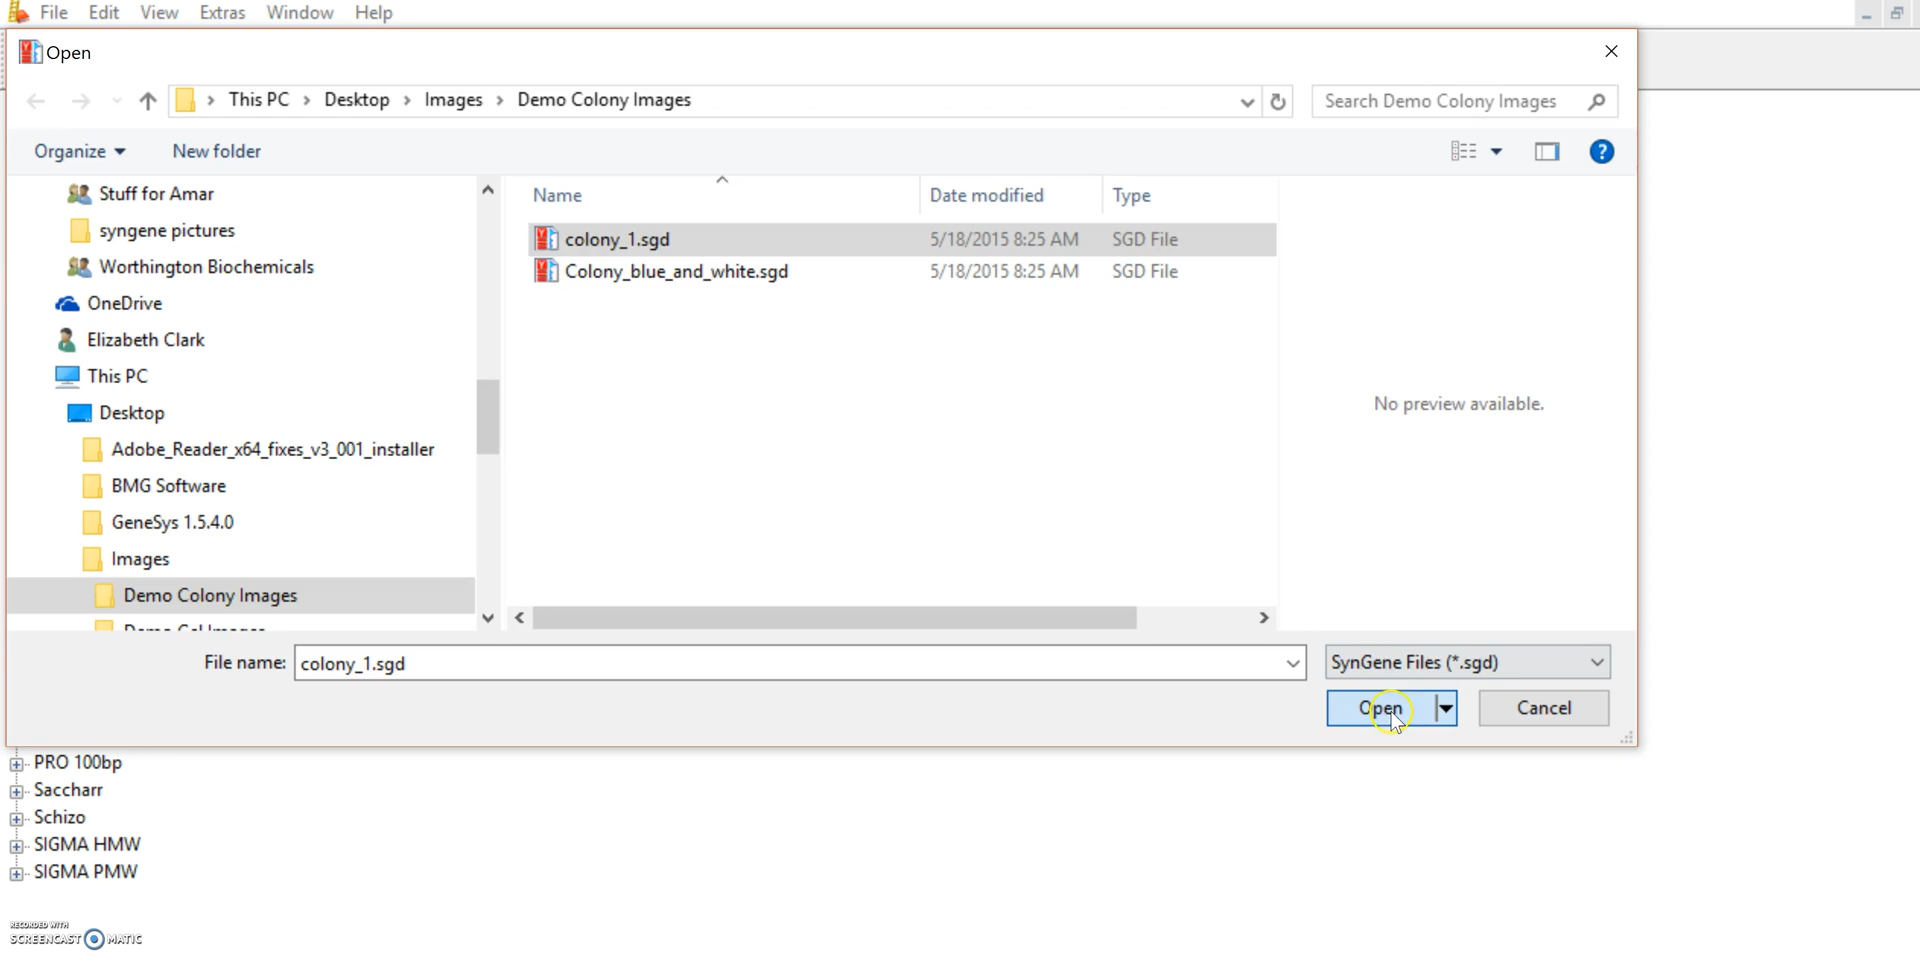 File Edit View Extras Window Help
Open
This PC > Desktop > Images > Demo Colony Images
Search Demo Colony Images
Organize New folder
Stuff for Amar
syngene pictures
Worthington Biochemicals
OneDrive
Elizabeth Clark
This PC
Desktop
Adobe_Reader_x64_fixes_v3_001_installer
BMG Software
GeneSys 1.5.4.0
Images
Demo Colony Images
Name Date modified Type
colony_1.sgd 5/18/2015 8:25 AM SGD File
Colony_blue_and_white.sgd 5/18/2015 8:25 AM SGD File
No preview available.
File name: colony_1.sgd SynGene Files (*.sgd)
Open Cancel
PRO 100bp
Saccharr
Schizo
SIGMA HMW
SIGMA PMW
RECORDED WITH
SCREENCAST MATIC